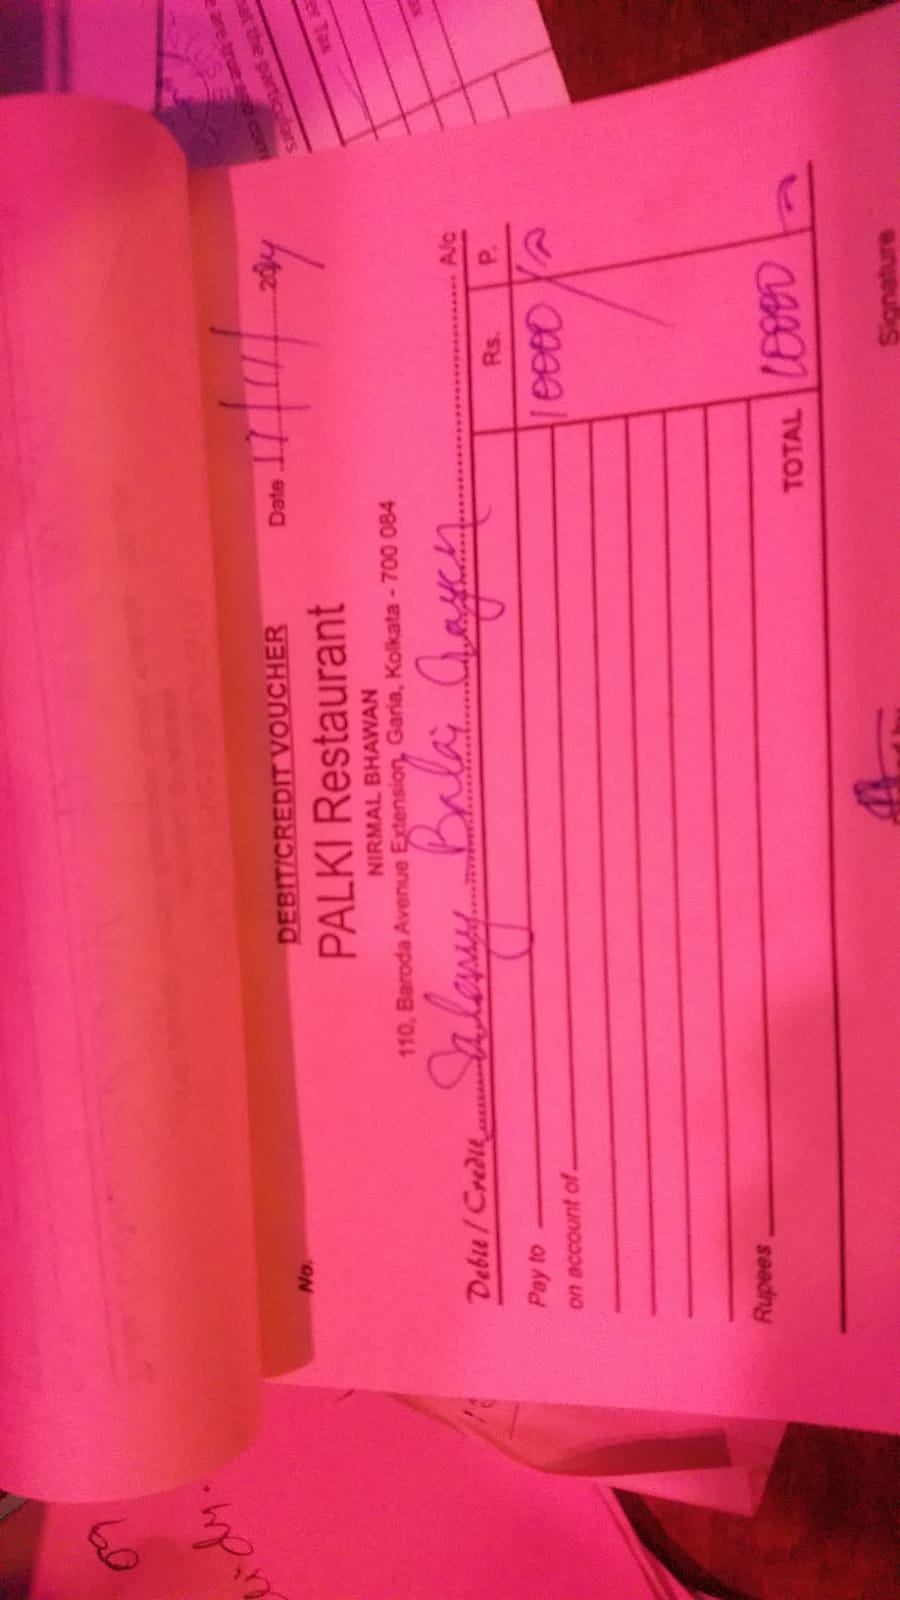 DEBIT/CREDIT VOUCHER
Date 17/11/2024
PALKI Restaurant
NIRMAL BHAWAN
110, Baroda Avenue Extension, Garia, Kolkata - 700 084
No.
Debit / Credit Salary Balai Gayen A/c
Rs. P.
Pay to 10000/-
on account of
Rupees
TOTAL 10000/-
Signature